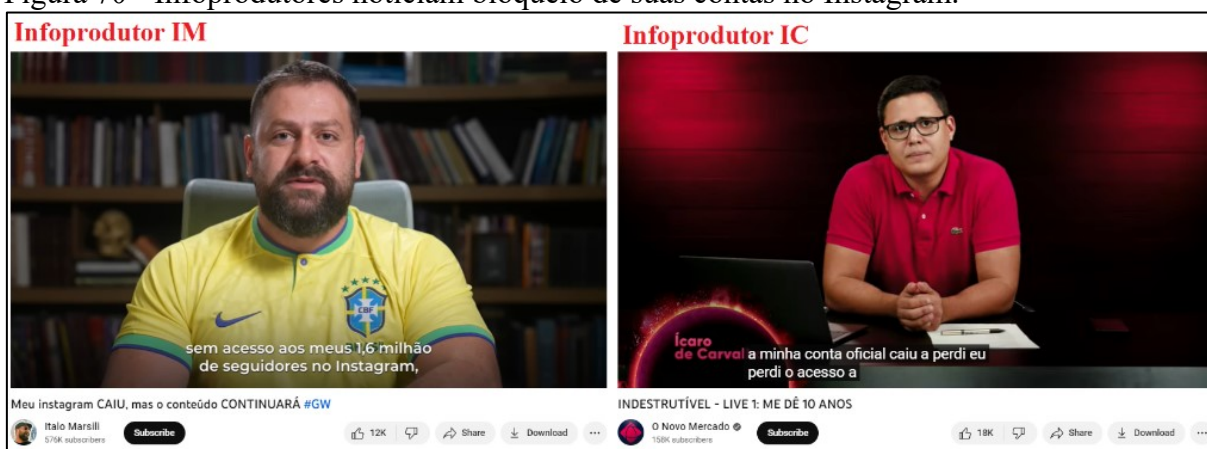 Figura 70 - Infoprodutores noticiam bloqueio de suas contas no Instagram.
Infoprodutor IM
CBF
sem acesso aos meus 1,6 milhão
de seguidores no Instagram,
Meu instagram CAIU, mas o conteúdo CONTINUARÁ #GW
Italo Marsili
576K subscribers
Subscribe
12K
Share
Download
...
Infoprodutor IC
Ícaro
de Carval
a minha conta oficial caiu a perdi eu
perdi o acesso a
INDESTRUTÍVEL - LIVE 1: ME DÊ 10 ANOS
O Novo Mercado
158K subscribers
Subscribe
18K
Share
Download
...